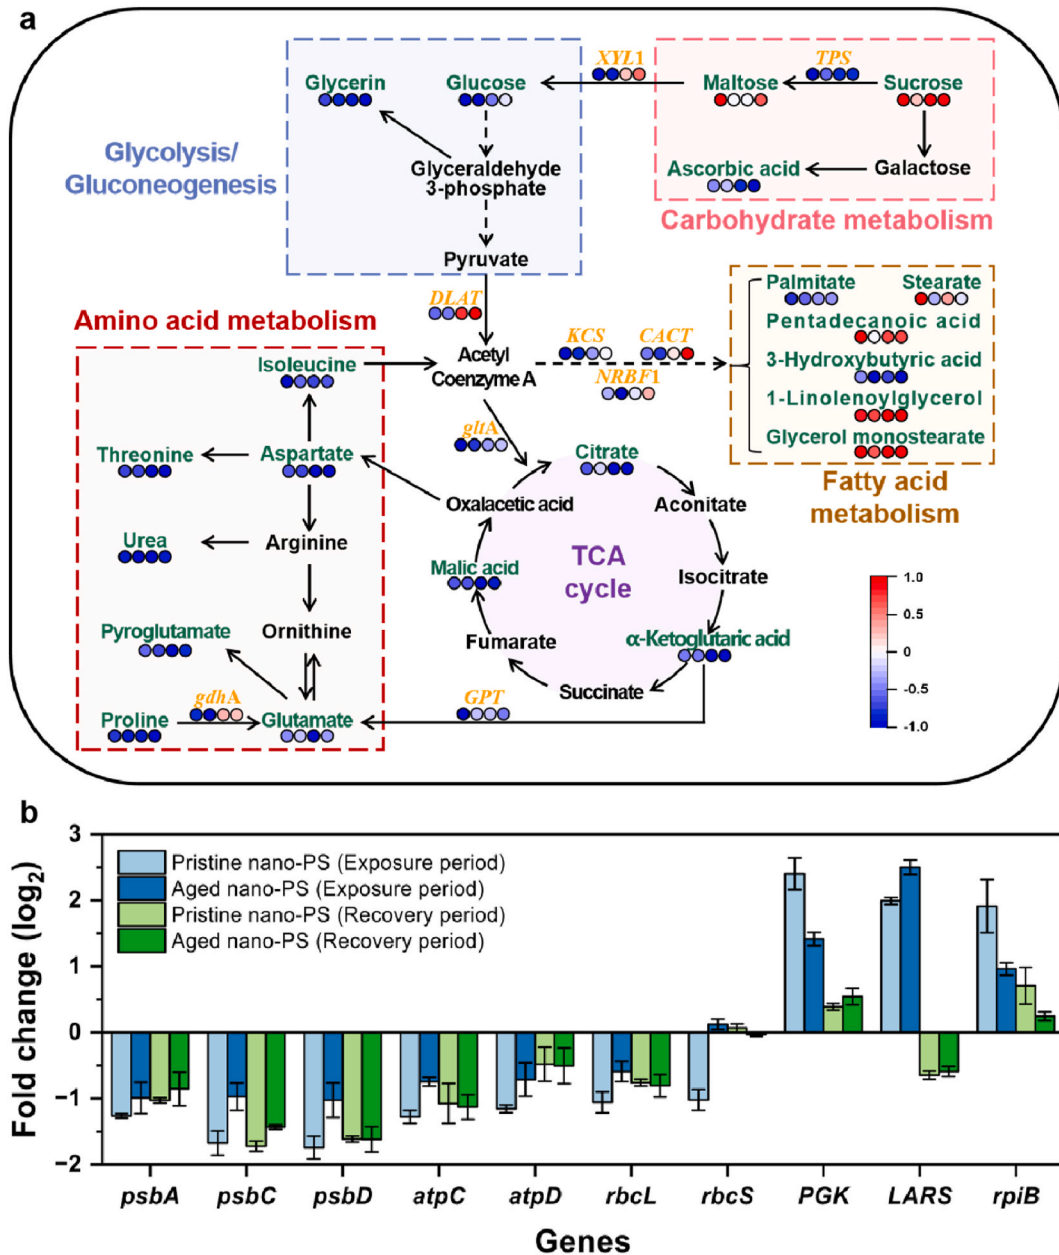 a
XYL1
TPS
Glycerin
Glucose
Maltose
Sucrose
Glycolysis/
Gluconeogenesis
Glyceraldehyde
3-phosphate
Ascorbic acid
Galactose
Carbohydrate metabolism
Pyruvate
DLAT
Palmitate
Stearate
Amino acid metabolism
KCS
CACT
Pentadecanoic acid
Isoleucine
Acetyl
Coenzyme A
3-Hydroxybutyric acid
NRBF1
1-Linolenoylglycerol
gltA
Glycerol monostearate
Threonine
Aspartate
Citrate
Fatty acid
metabolism
Oxalacetic acid
Aconitate
Urea
Arginine
Malic acid
TCA
cycle
Isocitrate
1.0
0.5
0
-0.5
-1.0
Pyroglutamate
Ornithine
Fumarate
α-Ketoglutaric acid
Succinate
gdhA
GPT
Proline
Glutamate
b
3
2
1
0
−1
−2
Fold change (log2)
Pristine nano-PS (Exposure period)
Aged nano-PS (Exposure period)
Pristine nano-PS (Recovery period)
Aged nano-PS (Recovery period)
psbA psbC psbD atpC atpD rbcL rbcS PGK LARS rpiB
Genes